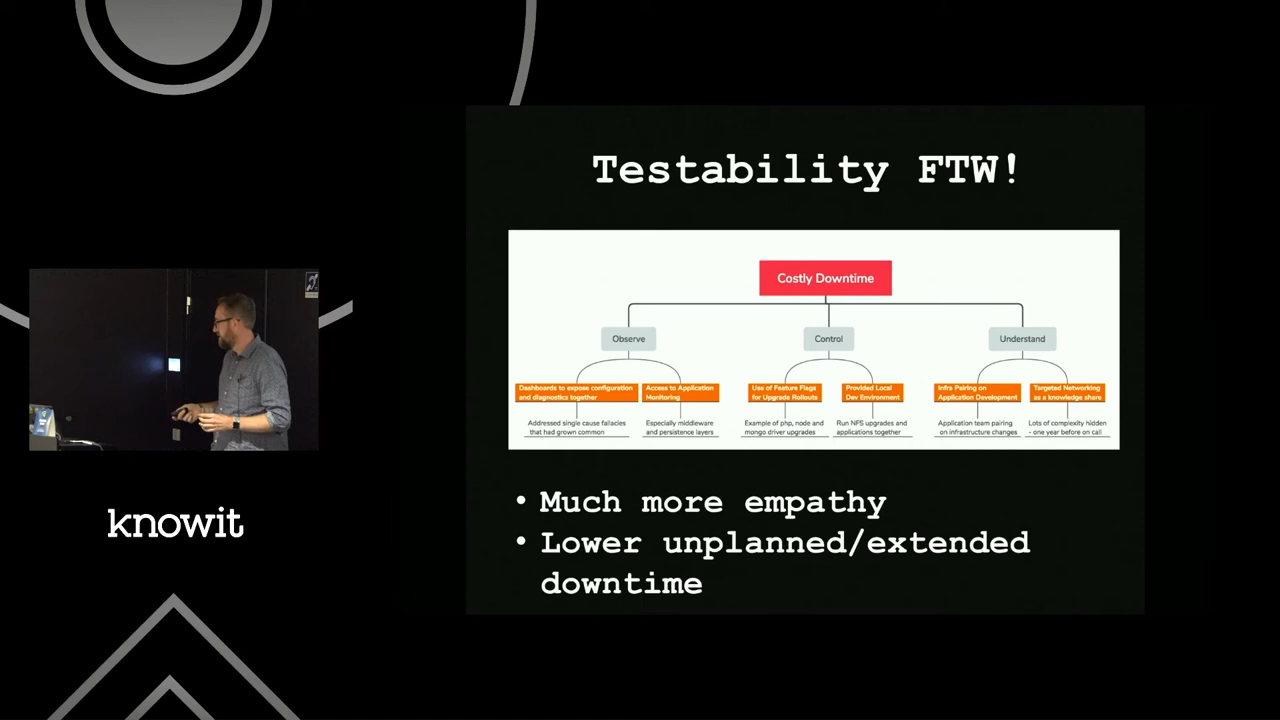 Testability FTW!
Costly Downtime
Observe
Control
Understand
Dashboards to expose configuration
and diagnostics together
Access to Application
Monitoring
Use of Feature Flags
for Upgrade Rollouts
Provided Local
Dev Environment
Infra Pairing on
Application Development
Targeted Networking
as a knowledge share
Addressed single cause fallacies
that had grown common
Especially middleware
and persistence layers
Example of php, node and
mongo driver upgrades
Run NFS upgrades and
applications together
Application team pairing
on infrastructure changes
Lots of complexity hidden
- one year before on call
• Much more empathy
• Lower unplanned/extended
downtime
knowit